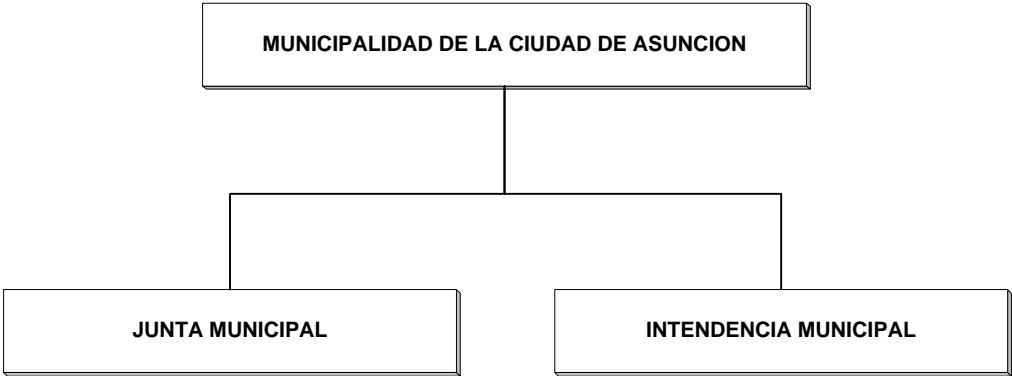 MUNICIPALIDAD DE LA CIUDAD DE ASUNCION
JUNTA MUNICIPAL
INTENDENCIA MUNICIPAL